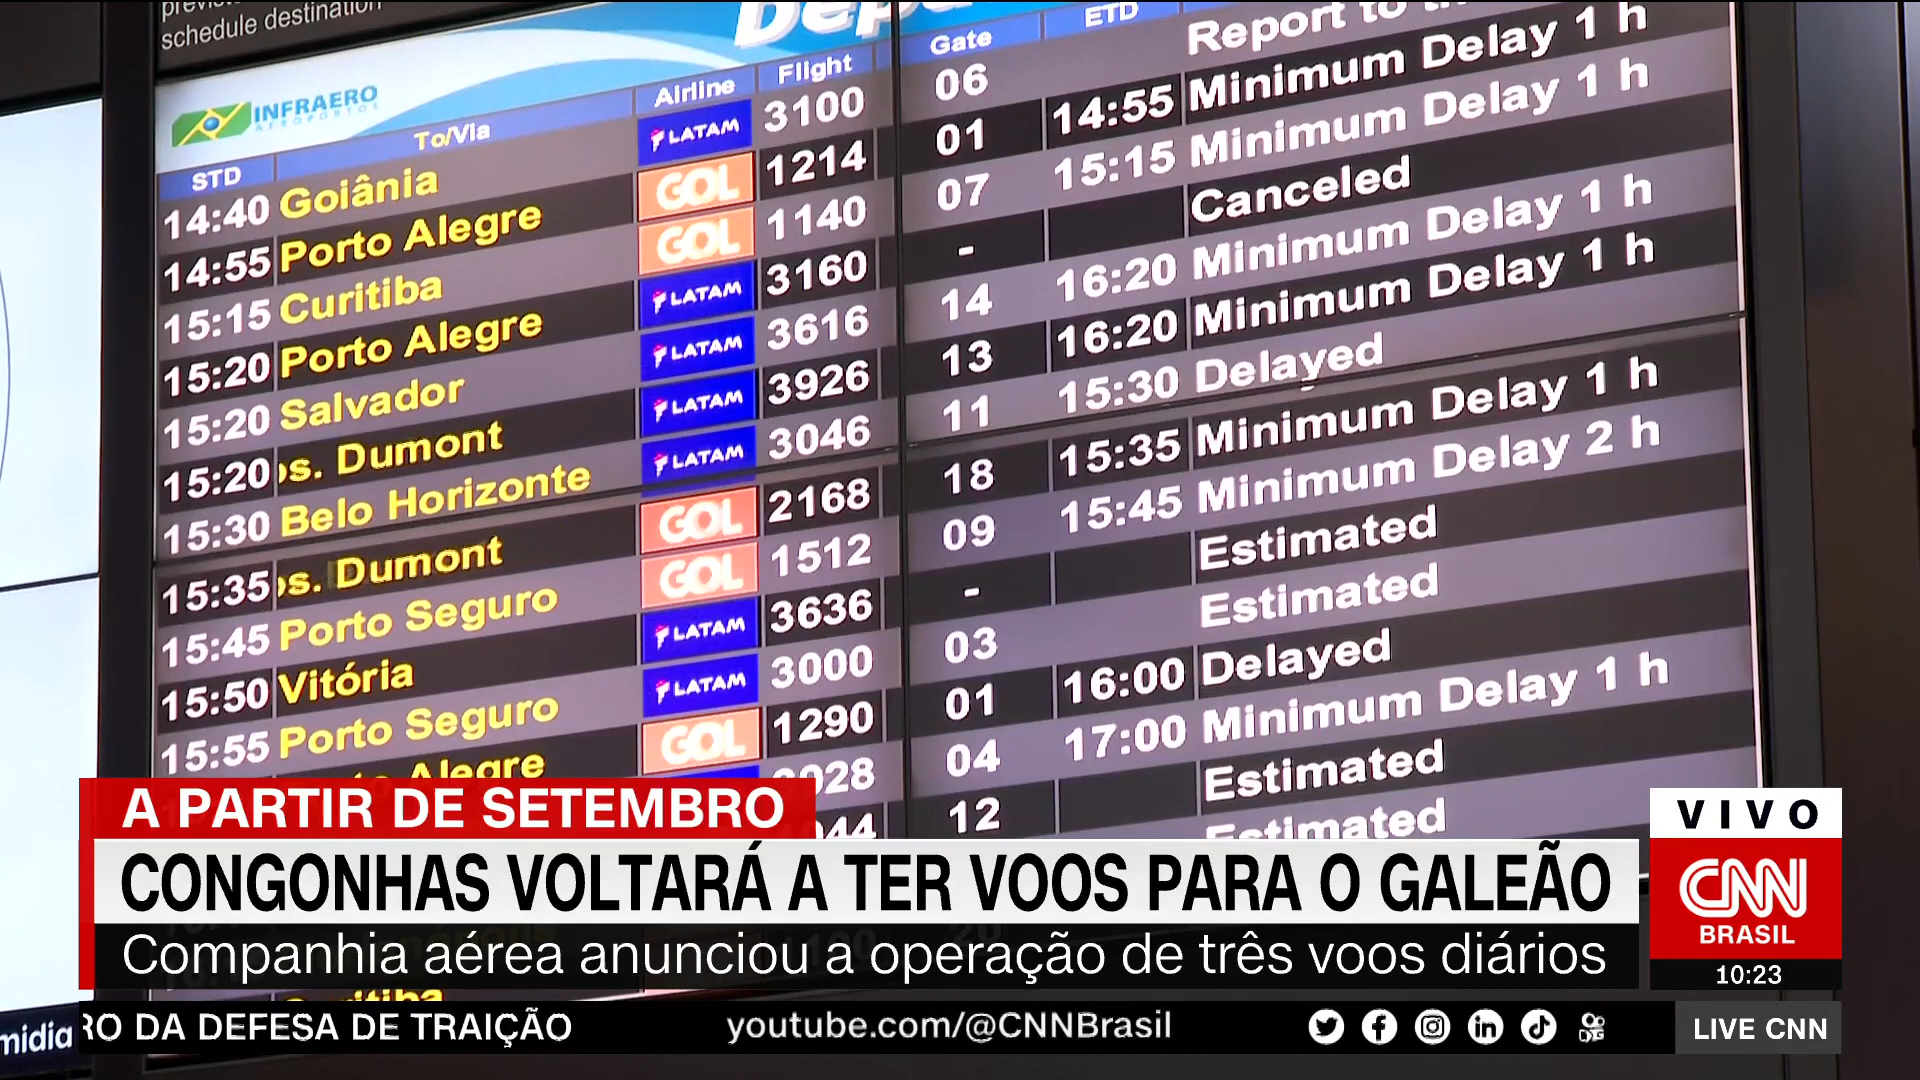 schedule destination
INFRAERO
AEROPORTOS
STD To/Via Airline Flight Gate ETD
14:40 Goiânia LATAM 3100 06 Report to
14:55 Porto Alegre GOL 1214 01 14:55 Minimum Delay 1 h
15:15 Curitiba GOL 1140 07 15:15 Minimum Delay 1 h
15:20 Porto Alegre LATAM 3160 - Canceled
15:20 Salvador LATAM 3616 14 16:20 Minimum Delay 1 h
15:20 os. Dumont LATAM 3926 13 16:20 Minimum Delay 1 h
15:30 Belo Horizonte LATAM 3046 11 15:30 Delayed
15:35 os. Dumont GOL 2168 18 15:35 Minimum Delay 1 h
15:45 Porto Seguro GOL 1512 09 15:45 Minimum Delay 2 h
15:50 Vitória LATAM 3636 - Estimated
15:55 Porto Seguro LATAM 3000 03 Estimated
Alegre GOL 1290 01 16:00 Delayed
04 17:00 Minimum Delay 1 h
12 Estimated
Estimated
A PARTIR DE SETEMBRO
CONGONHAS VOLTARÁ A TER VOOS PARA O GALEÃO
Companhia aérea anunciou a operação de três voos diários
VIVO
CNN
BRASIL
10:23
midia
RO DA DEFESA DE TRAIÇÃO
youtube.com/@CNNBrasil
LIVE CNN